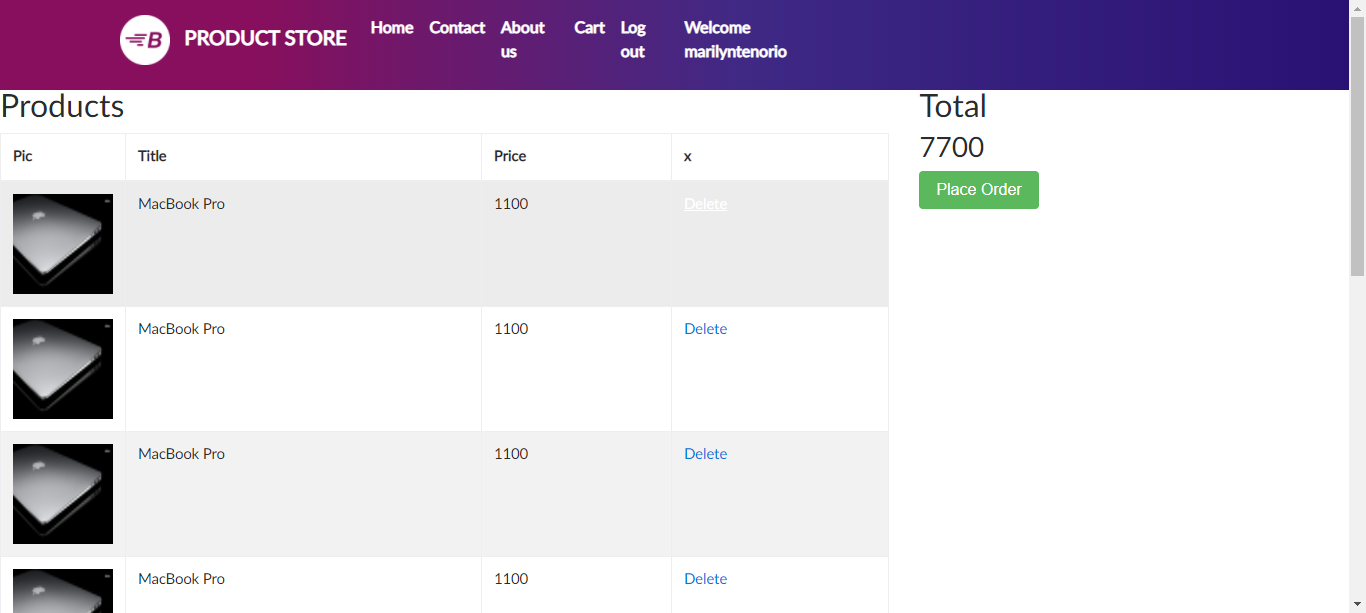 B PRODUCT STORE Home Contact About us Cart Log out Welcome marilyntenorio
Products
Total
7700
Place Order
Pic Title Price x
MacBook Pro 1100 Delete
MacBook Pro 1100 Delete
MacBook Pro 1100 Delete
MacBook Pro 1100 Delete